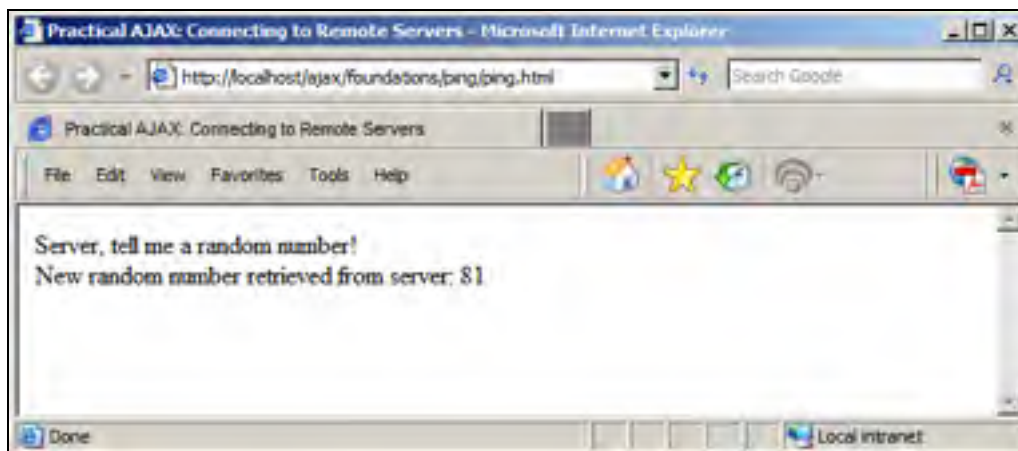 Practical AJAX: Connecting to Remote Servers - Microsoft Internet Explorer
http://localhost/ajax/foundations/ping/ping.html
Search Google
Practical AJAX: Connecting to Remote Servers
File Edit View Favorites Tools Help
Server, tell me a random number!
New random number retrieved from server: 81
Done
Local intranet